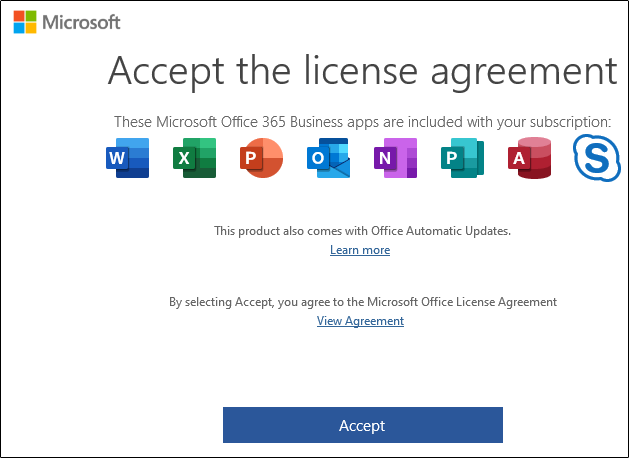 Microsoft
Accept the license agreement
These Microsoft Office 365 Business apps are included with your subscription:
W X P O N P A S
This product also comes with Office Automatic Updates.
Learn more
By selecting Accept, you agree to the Microsoft Office License Agreement
View Agreement
Accept